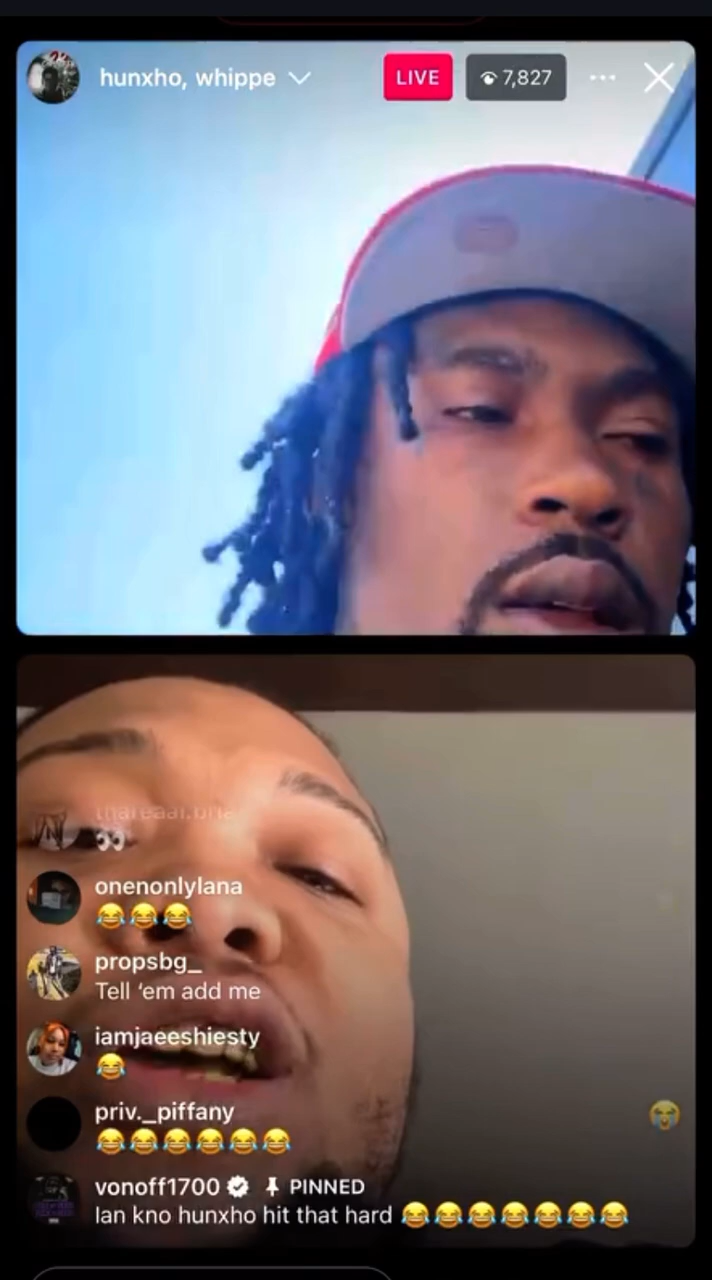 hunxho, whippe
LIVE
7,827
onenonlylana
😂😂😂
propsbg_
Tell ‘em add me
iamjaeeshiesty
😂
priv._piffany
😂😂😂😂😂😂
vonoff1700 PINNED
Ian kno hunxho hit that hard 😂😂😂😂😂😂😂